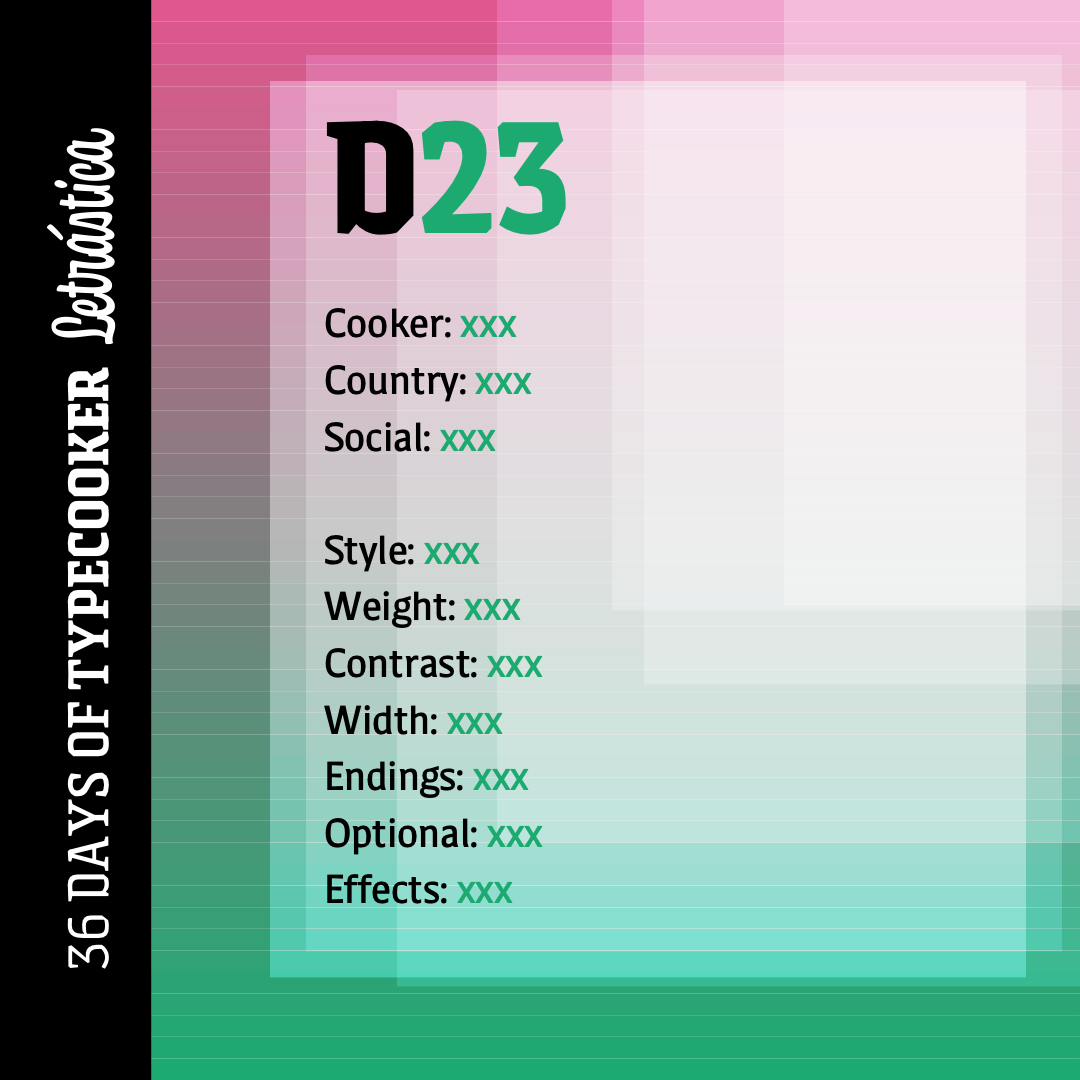 36 DAYS OF TYPECOOKER Letrástica
D23
Cooker: xxx
Country: xxx
Social: xxx
Style: xxx
Weight: xxx
Contrast: xxx
Width: xxx
Endings: xxx
Optional: xxx
Effects: xxx